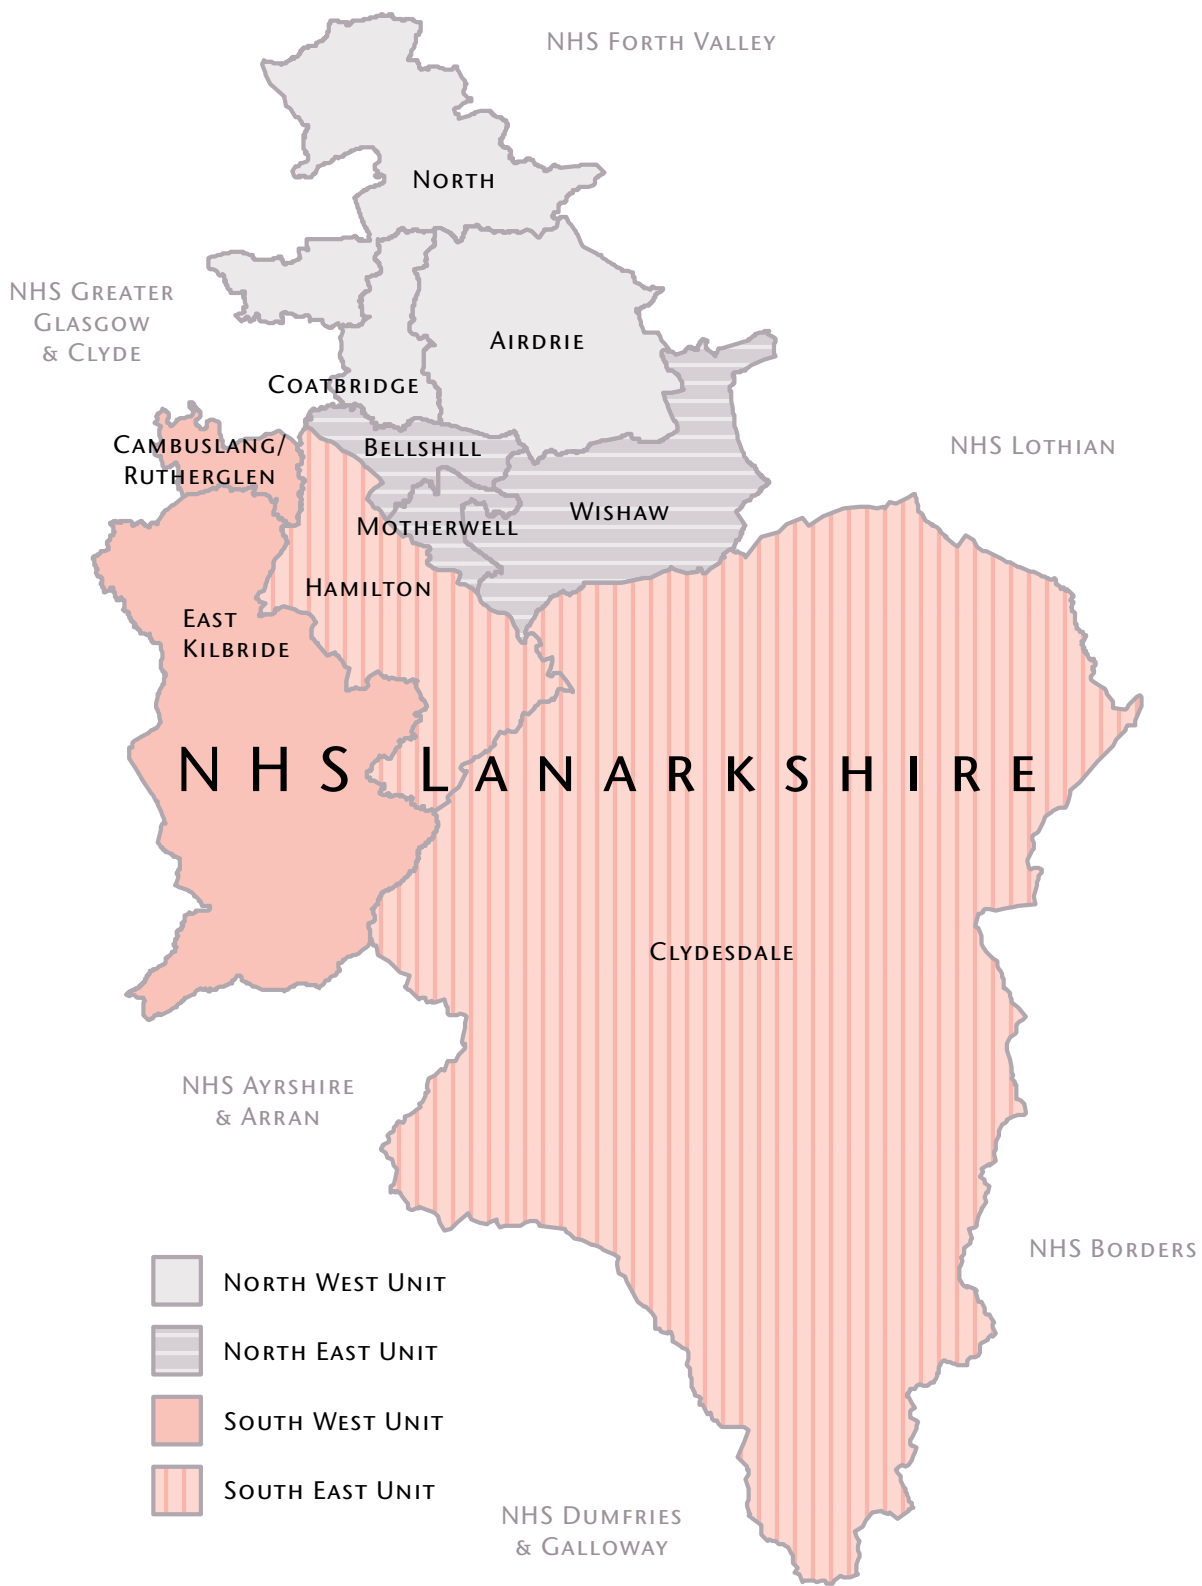 NHS Forth Valley
North
NHS Greater
Glasgow
& Clyde
Airdrie
Coatbridge
Cambuslang/
Rutherglen
Bellshill
NHS Lothian
Motherwell
Wishaw
Hamilton
East
Kilbride
NHS Lanarkshire
Clydesdale
NHS Ayrshire
& Arran
NHS Borders
North West Unit
North East Unit
South West Unit
South East Unit
NHS Dumfries
& Galloway